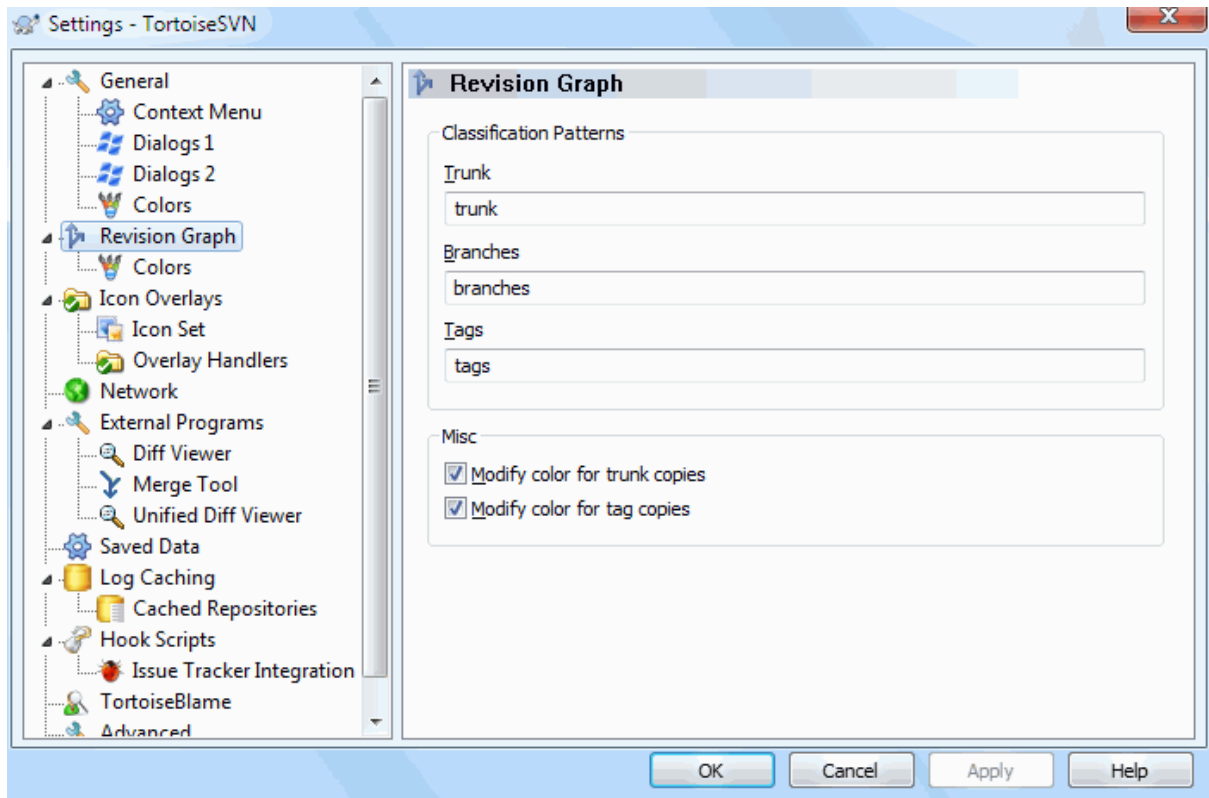 Settings - TortoiseSVN
General
Context Menu
Dialogs 1
Dialogs 2
Colors
Revision Graph
Colors
Icon Overlays
Icon Set
Overlay Handlers
Network
External Programs
Diff Viewer
Merge Tool
Unified Diff Viewer
Saved Data
Log Caching
Cached Repositories
Hook Scripts
Issue Tracker Integration
TortoiseBlame
Advanced
Revision Graph
Classification Patterns
Trunk
trunk
Branches
branches
Tags
tags
Misc
Modify color for trunk copies
Modify color for tag copies
OK
Cancel
Apply
Help